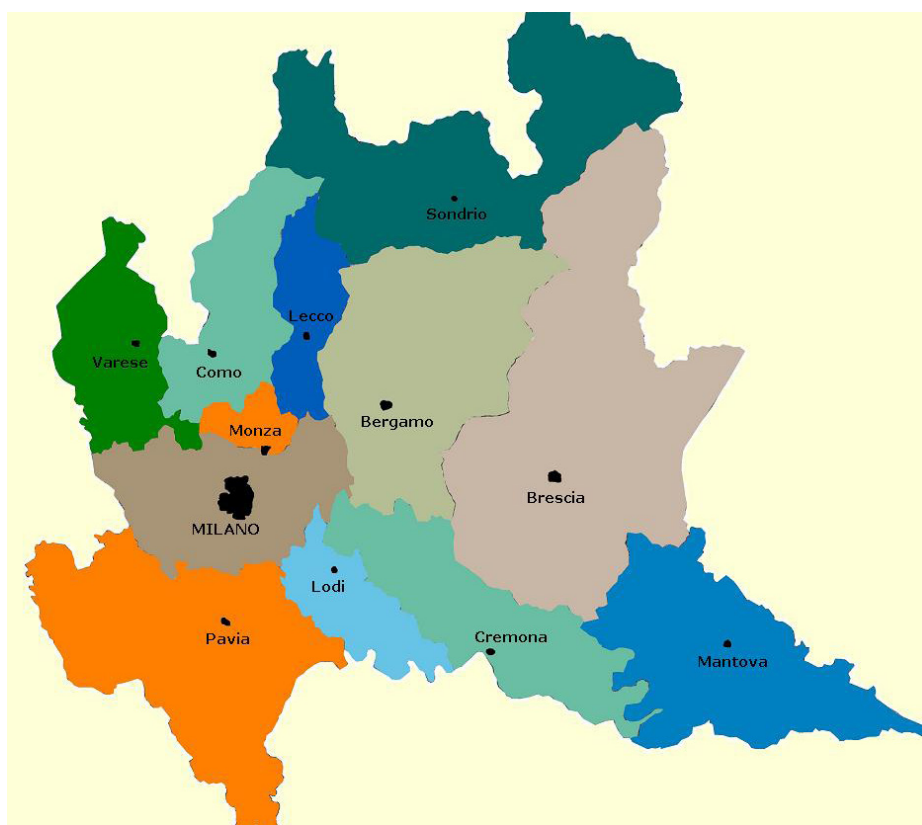 Sondrio
Lecco
Varese
Como
Bergamo
Monza
Brescia
MILANO
Lodi
Pavia
Cremona
Mantova